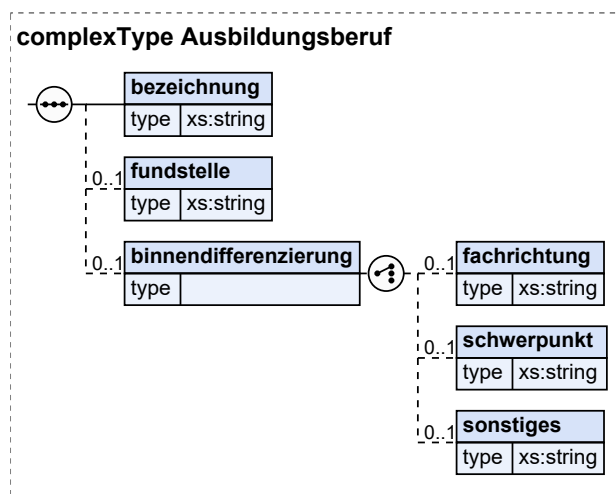 complexType Ausbildungsberuf
bezeichnung
type xs:string
0..1 fundstelle
type xs:string
0..1 binnendifferenzierung
type
0..1 fachrichtung
type xs:string
0..1 schwerpunkt
type xs:string
0..1 sonstiges
type xs:string